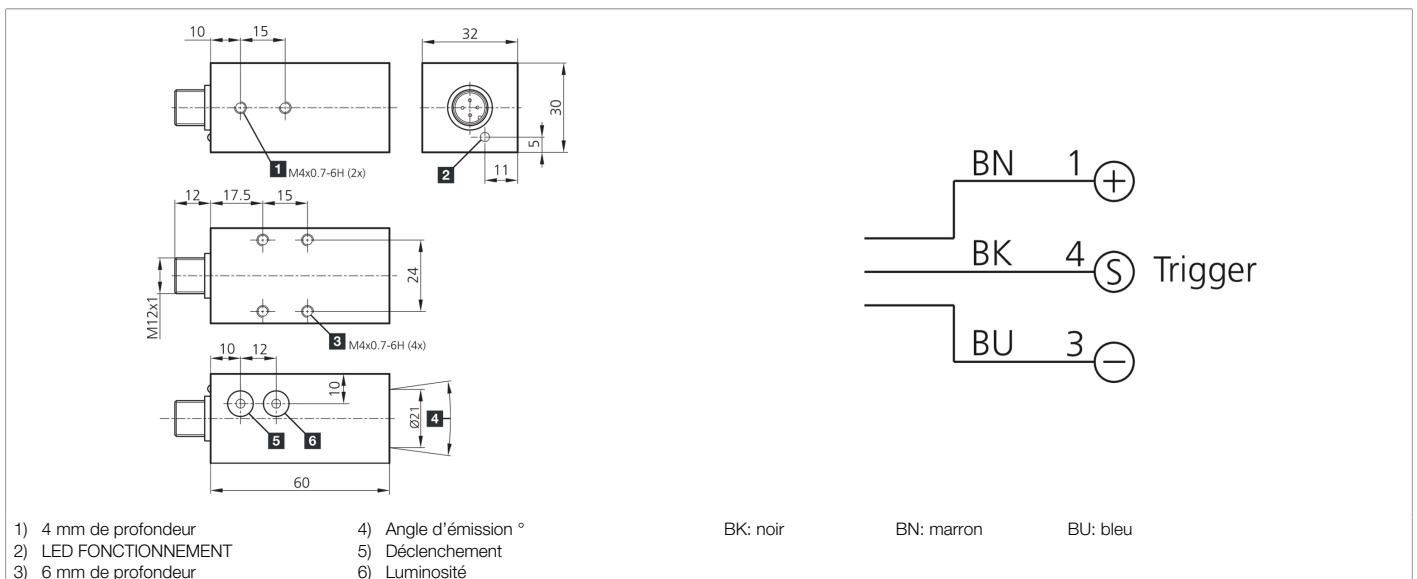 10 15
32
30
5
11
1 M4x0.7-6H (2x)
2
12 17.5 15
24
M12x1
3 M4x0.7-6H (4x)
10 12
10
Ø21
4
5 6
60
BN 1 +
BK 4 S Trigger
BU 3 −
1) 4 mm de profondeur
2) LED FONCTIONNEMENT
3) 6 mm de profondeur
4) Angle d’émission °
5) Déclenchement
6) Luminosité
BK: noir BN: marron BU: bleu